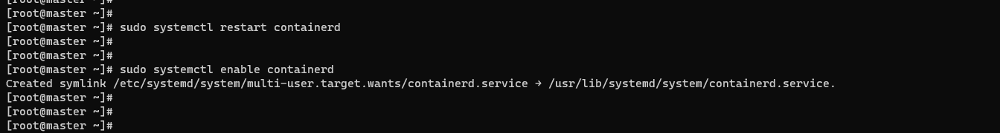 [root@master ~]#
[root@master ~]#
[root@master ~]# sudo systemctl restart containerd
[root@master ~]#
[root@master ~]#
[root@master ~]# sudo systemctl enable containerd
Created symlink /etc/systemd/system/multi-user.target.wants/containerd.service → /usr/lib/systemd/system/containerd.service.
[root@master ~]#
[root@master ~]#
[root@master ~]#